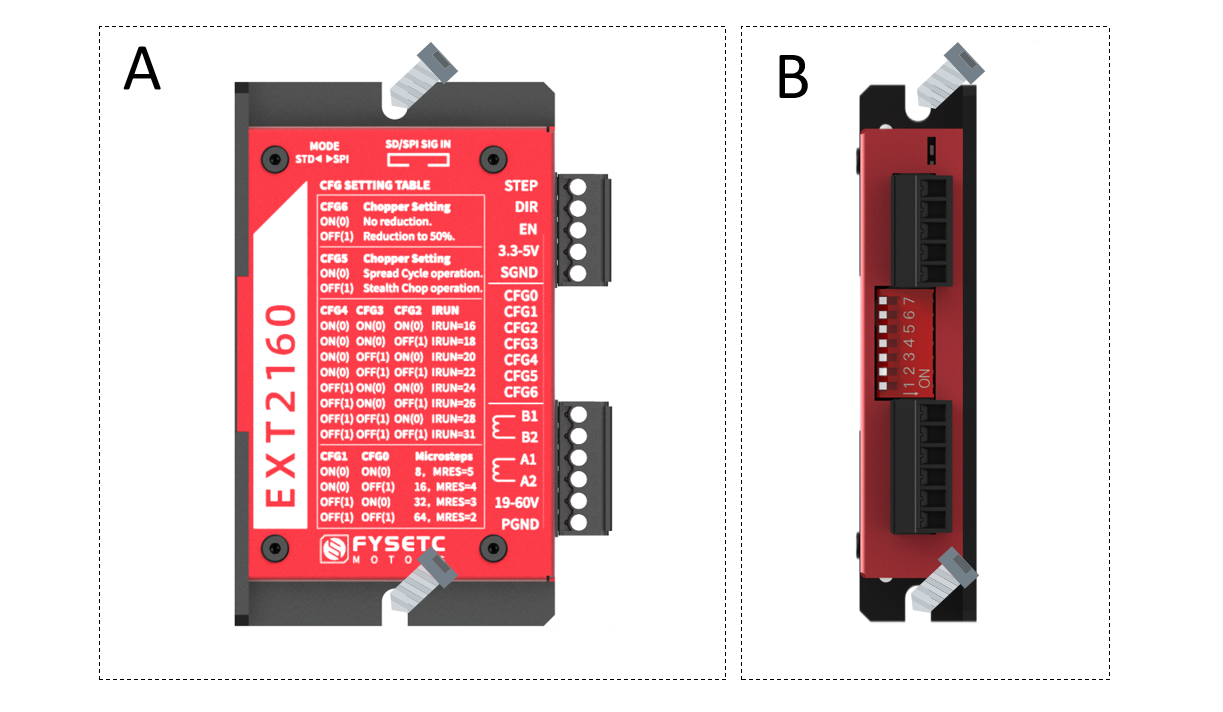 A
MODE
STD◀ ▶SPI
SD/SPI SIG IN
CFG SETTING TABLE
CFG6 Chopper Setting
ON(0) No reduction.
OFF(1) Reduction to 50%.
CFG5 Chopper Setting
ON(0) Spread Cycle operation.
OFF(1) Stealth Chop operation.
CFG4 CFG3 CFG2 IRUN
ON(0) ON(0) ON(0) IRUN=16
ON(0) ON(0) OFF(1) IRUN=18
ON(0) OFF(1) ON(0) IRUN=20
ON(0) OFF(1) OFF(1) IRUN=22
OFF(1) ON(0) ON(0) IRUN=24
OFF(1) ON(0) OFF(1) IRUN=26
OFF(1) OFF(1) ON(0) IRUN=28
OFF(1) OFF(1) OFF(1) IRUN=31
CFG1 CFG0 Microsteps
ON(0) ON(0) 8, MRES=5
ON(0) OFF(1) 16, MRES=4
OFF(1) ON(0) 32, MRES=3
OFF(1) OFF(1) 64, MRES=2
EXT2160
STEP
DIR
EN
3.3-5V
SGND
CFG0
CFG1
CFG2
CFG3
CFG4
CFG5
CFG6
B1
B2
A1
A2
19-60V
PGND
FYSETC
B
1 2 3 4 5 6 7
ON